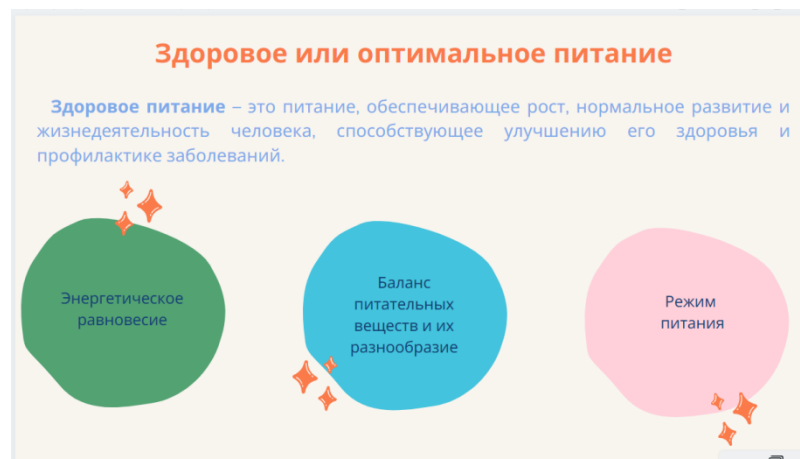 Здоровое или оптимальное питание
Здоровое питание – это питание, обеспечивающее рост, нормальное развитие и
жизнедеятельность человека, способствующее улучшению его здоровья и
профилактике заболеваний.
Энергетическое
равновесие
Баланс
питательных
веществ и их
разнообразие
Режим
питания